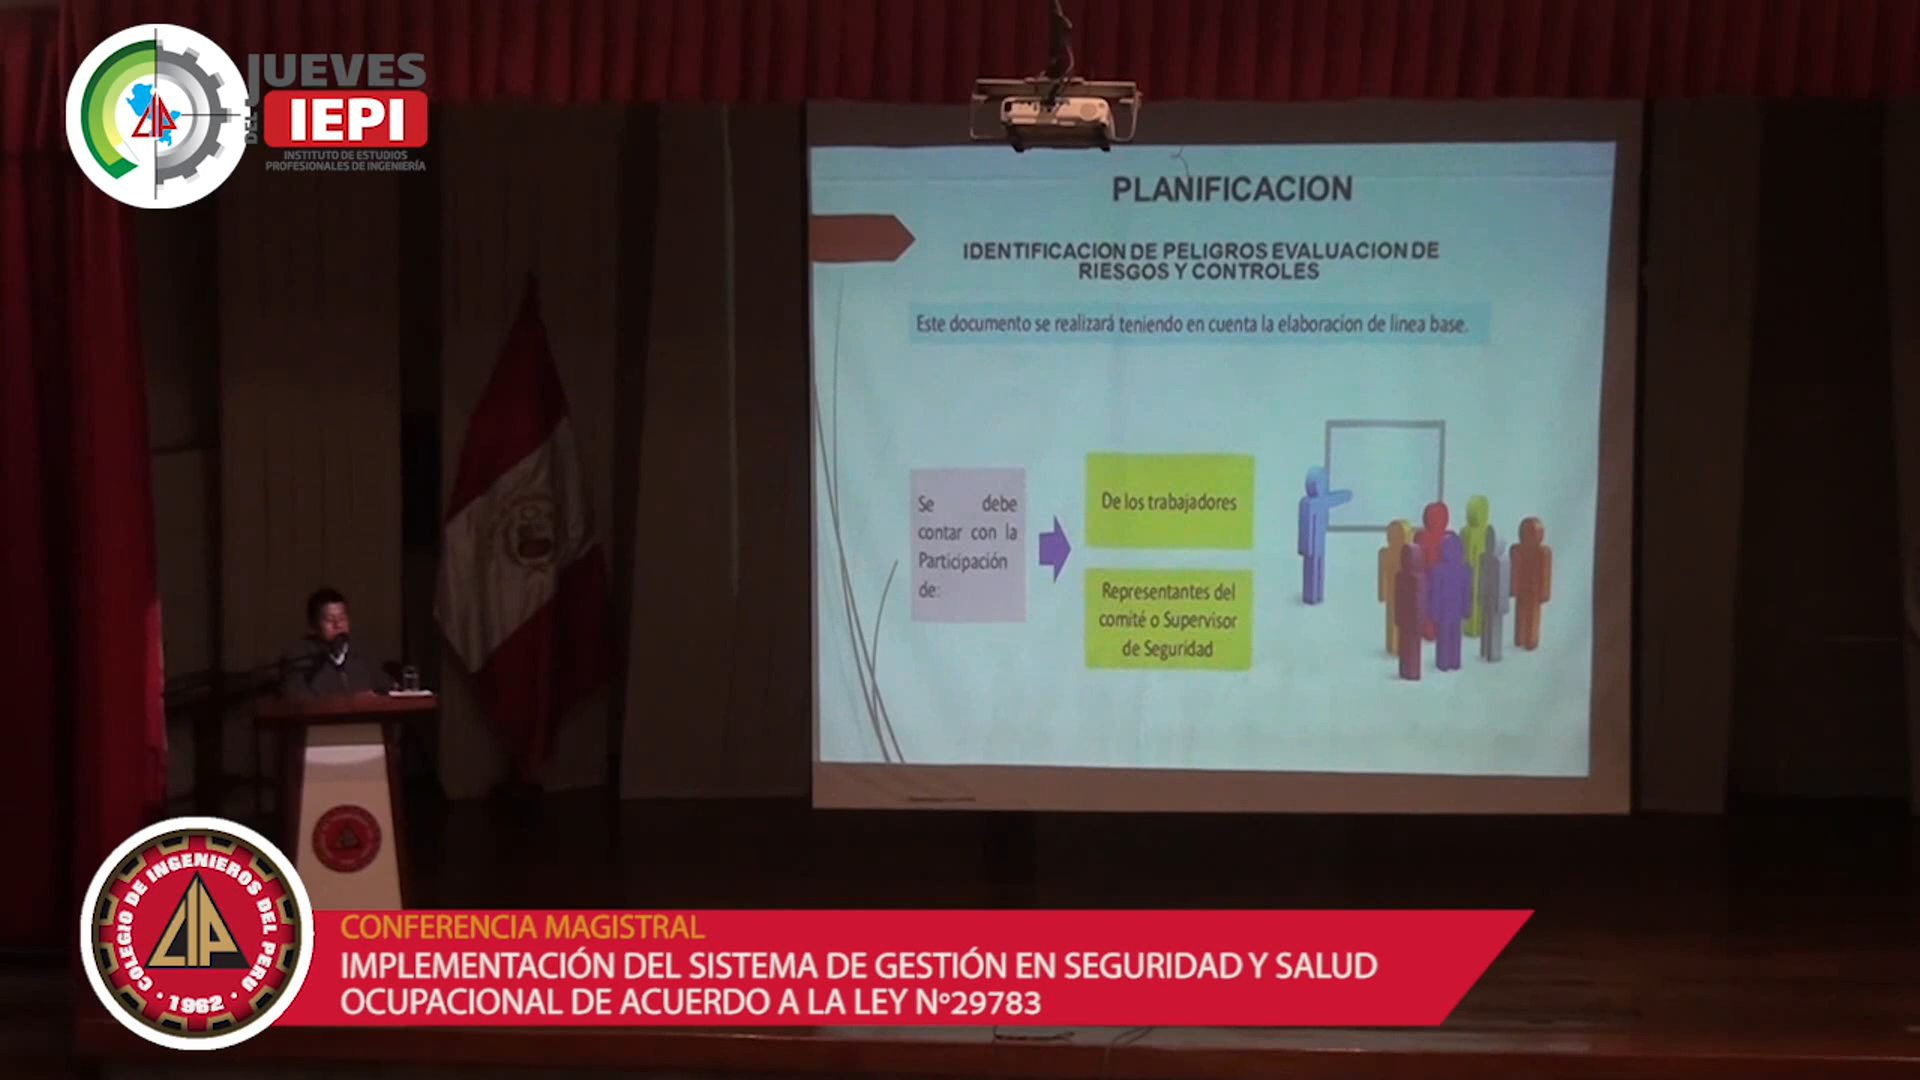 JUEVES
DEL
IEPI
INSTITUTO DE ESTUDIOS
PROFESIONALES DE INGENIERÍA
PLANIFICACION
IDENTIFICACION DE PELIGROS EVALUACION DE
RIESGOS Y CONTROLES
Este documento se realizará teniendo en cuenta la elaboracion de linea base.
Se debe
contar con la
Participación
de:
De los trabajadores
Representantes del
comité o Supervisor
de Seguridad
COLEGIO DE INGENIEROS DEL PERU
· 1962 ·
CIP
CONFERENCIA MAGISTRAL
IMPLEMENTACIÓN DEL SISTEMA DE GESTIÓN EN SEGURIDAD Y SALUD
OCUPACIONAL DE ACUERDO A LA LEY N°29783